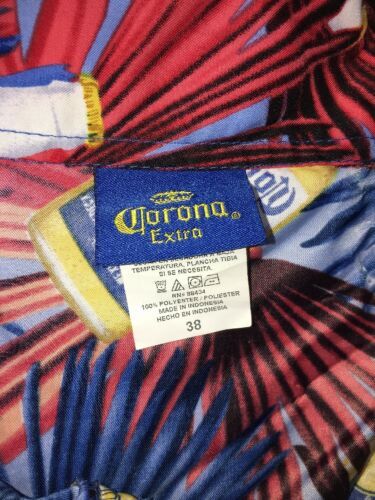 Corona®
Extra
TEMPERATURA, PLANCHA TIBIA
SI SE NECESITA.
RN# 98434
100% POLYESTER / POLIESTER
MADE IN INDONESIA
HECHO EN INDONESIA
38